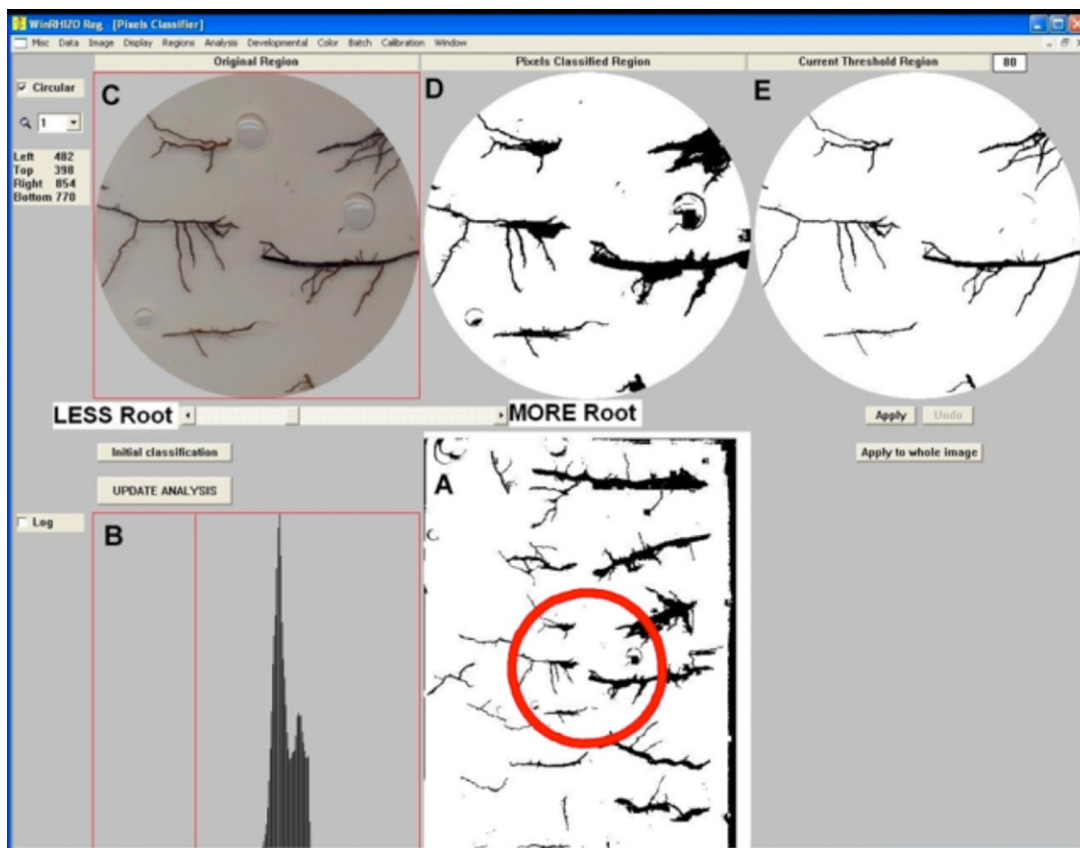 WinRHIZO Reg - [Pixels Classifier]
Misc Data Image Display Regions Analysis Developmental Color Batch Calibration Window
Original Region Pixels Classified Region Current Threshold Region 80
Circular
C
D
E
1
Left 482
Top 398
Right 854
Bottom 770
LESS Root
MORE Root
Apply Undo
Initial classification
Apply to whole image
UPDATE ANALYSIS
A
Log
B